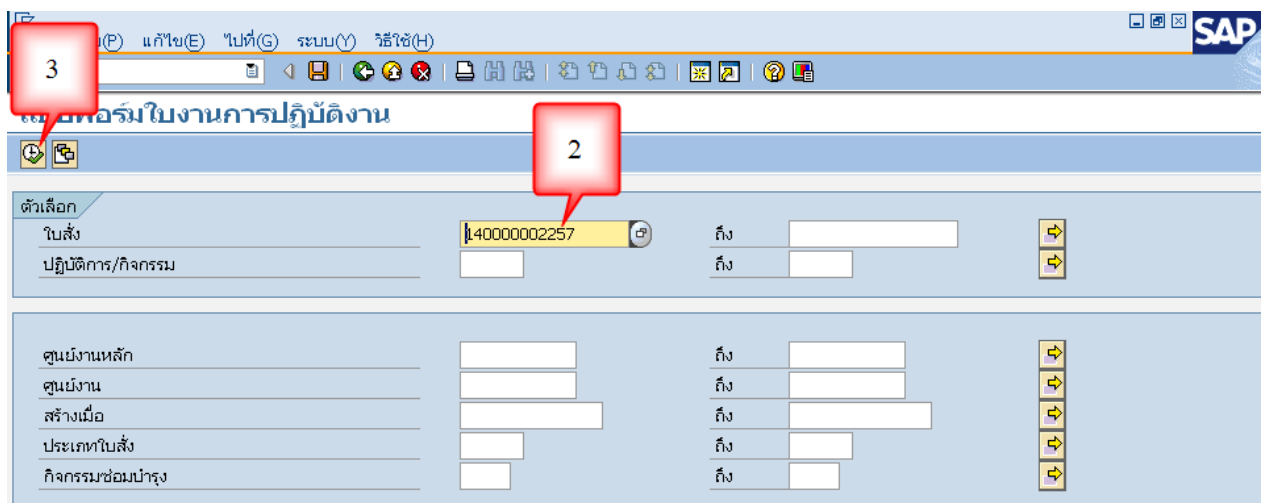 แก้ไข(E) ไปที่(G) ระบบ(Y) วิธีใช้(H)
SAP
3
ใบงานการปฏิบัติงาน
2
ตัวเลือก
ใบสั่ง 140000002257 ถึง
ปฏิบัติการ/กิจกรรม ถึง
ศูนย์งานหลัก ถึง
ศูนย์งาน ถึง
สร้างเมื่อ ถึง
ประเภทใบสั่ง ถึง
กิจกรรมซ่อมบำรุง ถึง